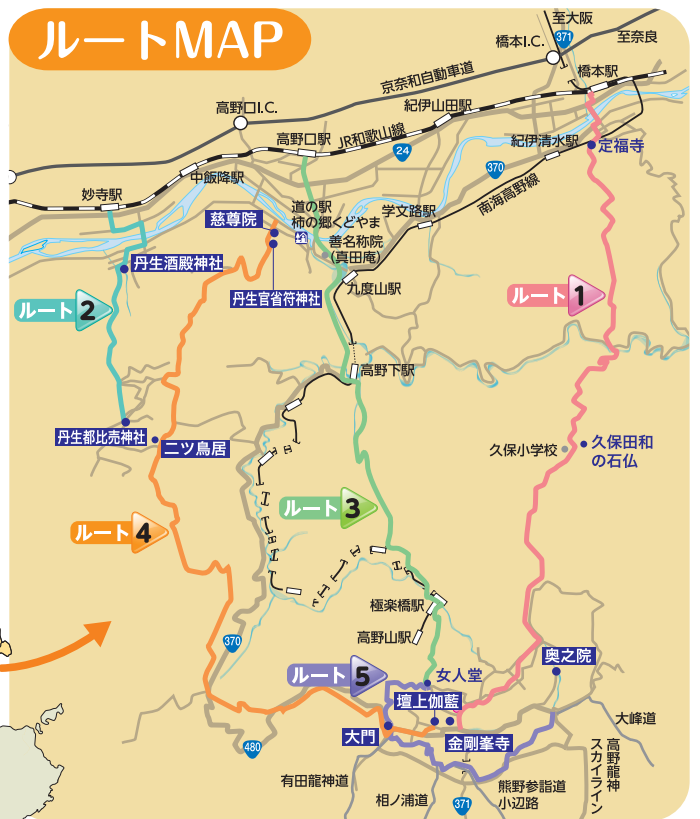 ルートMAP
至大阪
371
橋本I.C.
至奈良
橋本駅
京奈和自動車道
高野口I.C.
紀伊山田駅
高野口駅
JR和歌山線
24
紀伊清水駅
定福寺
370
中飯降駅
妙寺駅
道の駅
柿の郷くどやま
学文路駅
南海高野線
慈尊院
善名称院
(真田庵)
丹生酒殿神社
丹生官省符神社
九度山駅
ルート1
ルート2
高野下駅
丹生都比売神社
二ツ鳥居
久保小学校
久保田和
の石仏
ルート3
ルート4
極楽橋駅
高野山駅
370
奥之院
ルート5
女人堂
壇上伽藍
大門
金剛峯寺
大峰道
480
高野龍神
スカイライン
有田龍神道
相ノ浦道
熊野参詣道
小辺路
371